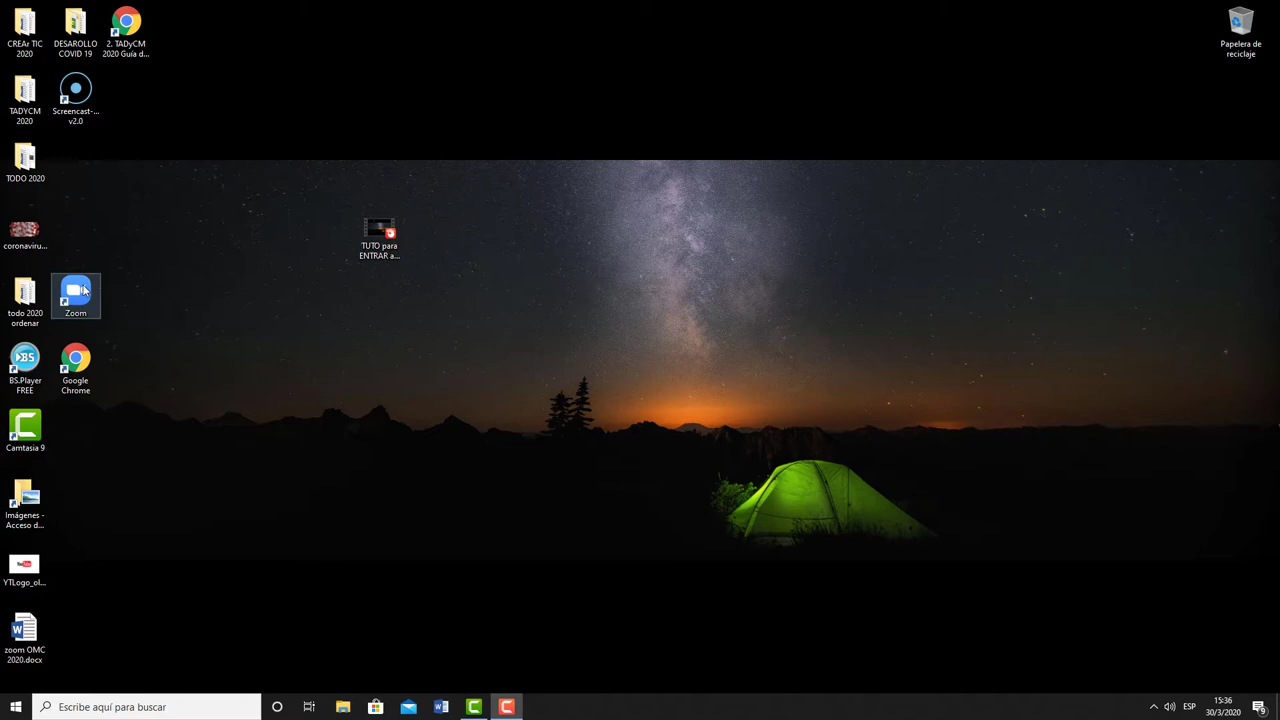 CREAr TIC
2020
DESAROLLO
COVID 19
2. TADyCM
2020 Guía d...
Papelera de
reciclaje
TADYCM
2020
Screencast-...
v2.0
TODO 2020
coronaviru...
TUTO para
ENTRAR a...
todo 2020
ordenar
Zoom
BS
BS.Player
FREE
Google
Chrome
Camtasia 9
Imágenes -
Acceso d...
YTLogo_ol...
zoom OMC
2020.docx
Escribe aquí para buscar
ESP
15:36
30/3/2020
9